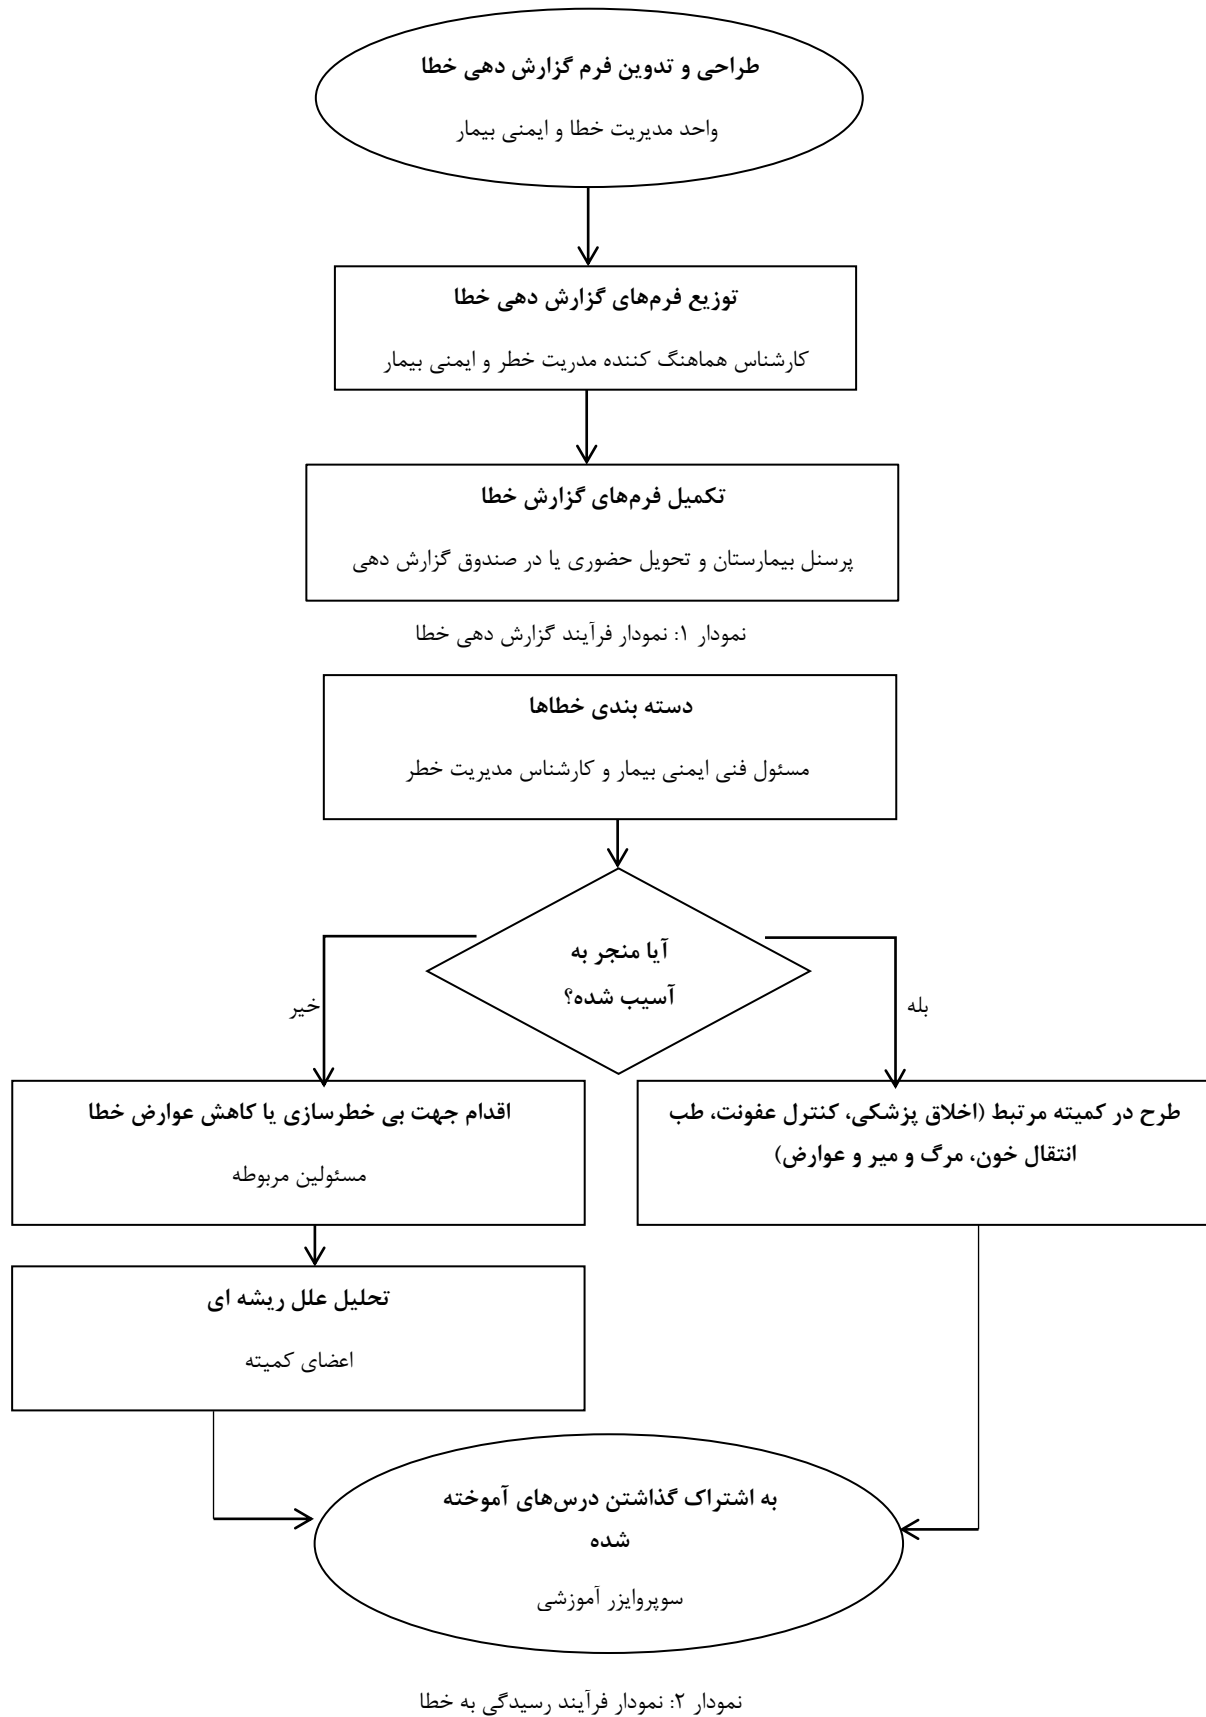 طراحی و تدوین فرم گزارش دهی خطا
واحد مدیریت خطا و ایمنی بیمار
توزیع فرم‌های گزارش دهی خطا
کارشناس هماهنگ کننده مدریت خطر و ایمنی بیمار
تکمیل فرم‌های گزارش خطا
پرسنل بیمارستان و تحویل حضوری یا در صندوق گزارش دهی
نمودار ۱: نمودار فرآیند گزارش دهی خطا
دسته بندی خطاها
مسئول فنی ایمنی بیمار و کارشناس مدیریت خطر
آیا منجر به
آسیب شده؟
بله
خیر
طرح در کمیته مرتبط (اخلاق پزشکی، کنترل عفونت، طب
انتقال خون، مرگ و میر و عوارض)
اقدام جهت بی خطرسازی یا کاهش عوارض خطا
مسئولین مربوطه
تحلیل علل ریشه ای
اعضای کمیته
به اشتراک گذاشتن درس‌های آموخته
شده
سوپروایزر آموزشی
نمودار ۲: نمودار فرآیند رسیدگی به خطا